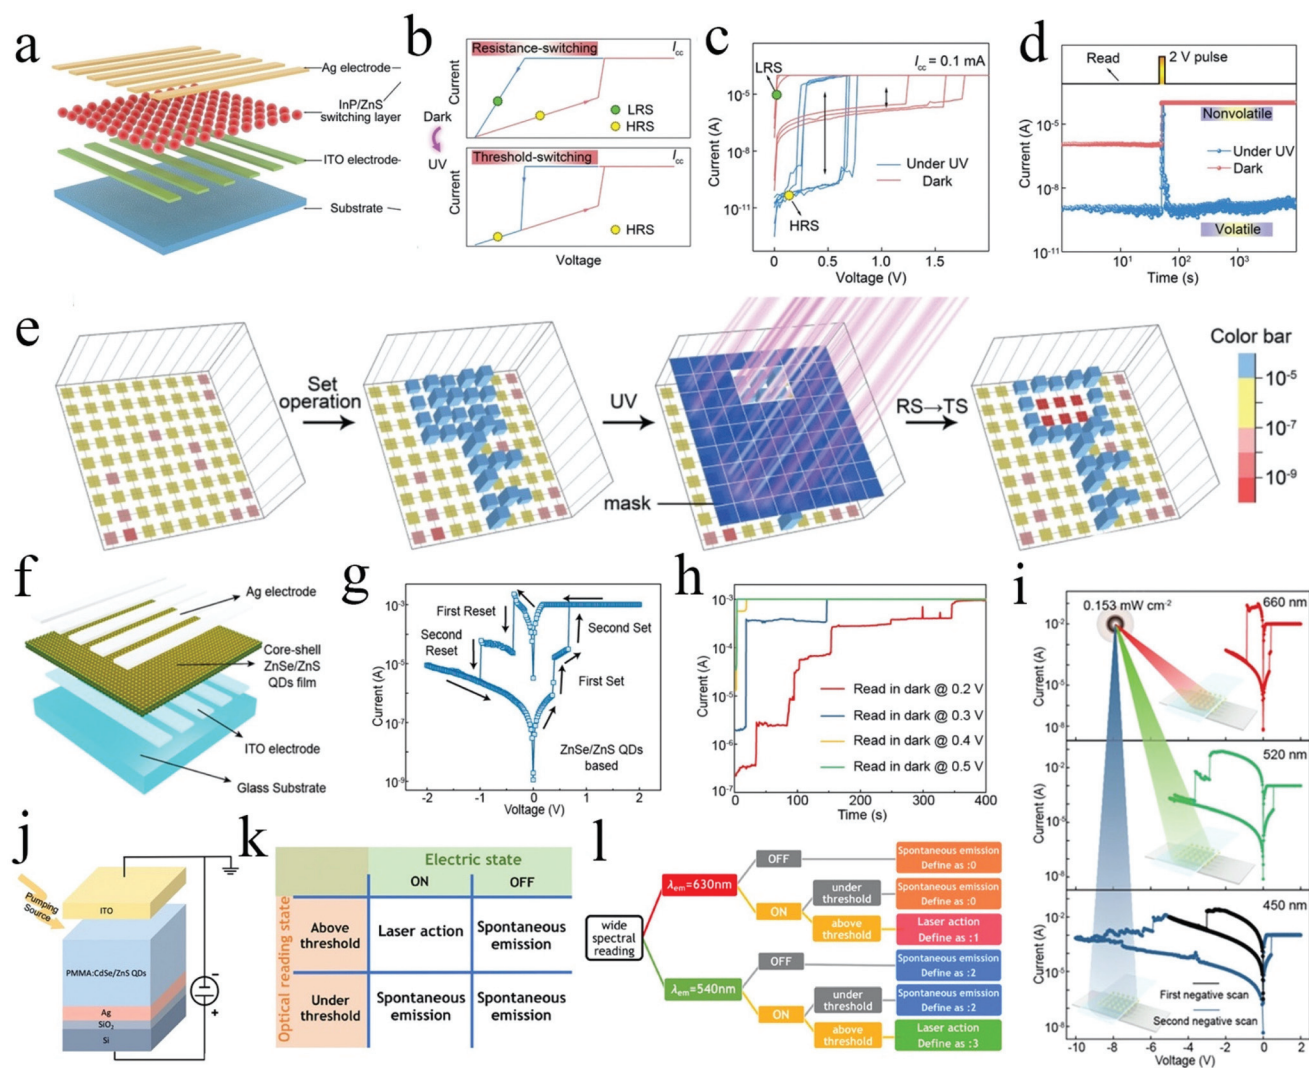 a
Ag electrode
InP/ZnS
switching layer
ITO electrode
Substrate
b
Resistance-switching
Icc
Current
LRS
HRS
Dark
UV
Threshold-switching
Icc
Current
HRS
Voltage
c
Icc = 0.1 mA
LRS
Current (A)
10-5
10-8
10-11
Under UV
Dark
HRS
0 0.5 1.0 1.5
Voltage (V)
d
Read
2 V pulse
Nonvolatile
Current (A)
10-5
10-8
10-11
Under UV
Dark
Volatile
10¹ 10² 10³
Time (s)
e
Set
operation
UV
mask
RS→TS
Color bar
10-5
10-7
10-9
f
Ag electrode
Core-shell
ZnSe/ZnS
QDs film
ITO electrode
Glass Substrate
g
Current (A)
10-3
10-5
10-7
10-9
First Reset
Second
Reset
Second Set
First Set
ZnSe/ZnS QDs
based
-2 -1 0 1 2
Voltage (V)
h
Current (A)
10-3
10-4
10-5
10-6
10-7
Read in dark @ 0.2 V
Read in dark @ 0.3 V
Read in dark @ 0.4 V
Read in dark @ 0.5 V
0 100 200 300 400
Time (s)
i
0.153 mW cm-2
660 nm
Current (A)
10-2
10-5
10-8
520 nm
Current (A)
10-2
10-5
10-8
450 nm
Current (A)
10-2
10-5
10-8
First negative scan
Second negative scan
-10 -8 -6 -4 -2 0 2
Voltage (V)
j
Pumping
Source
ITO
PMMA:CdSe/ZnS QDs
Ag
SiO2
Si
−
+
k
Electric state
ON OFF
Optical reading state
Above
threshold
Laser action
Spontaneous
emission
Under
threshold
Spontaneous
emission
Spontaneous
emission
l
wide
spectral
reading
λem=630nm
OFF
Spontaneous emission
Define as :0
ON
under
threshold
Spontaneous emission
Define as :0
above
threshold
Laser action
Define as :1
λem=540nm
OFF
Spontaneous emission
Define as :2
ON
under
threshold
Spontaneous emission
Define as :2
above
threshold
Laser action
Define as :3